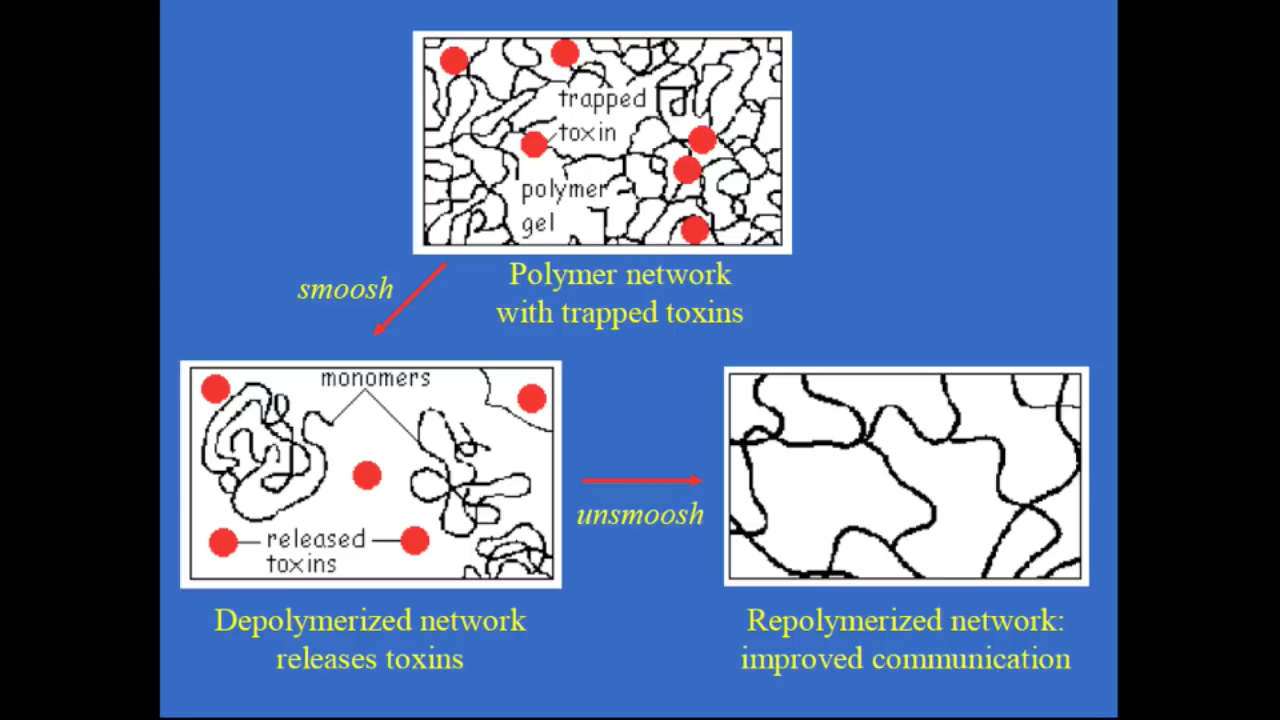 trapped
toxin
polymer
gel
Polymer network
with trapped toxins
smoosh
monomers
released
toxins
Depolymerized network
releases toxins
unsmoosh
Repolymerized network:
improved communication